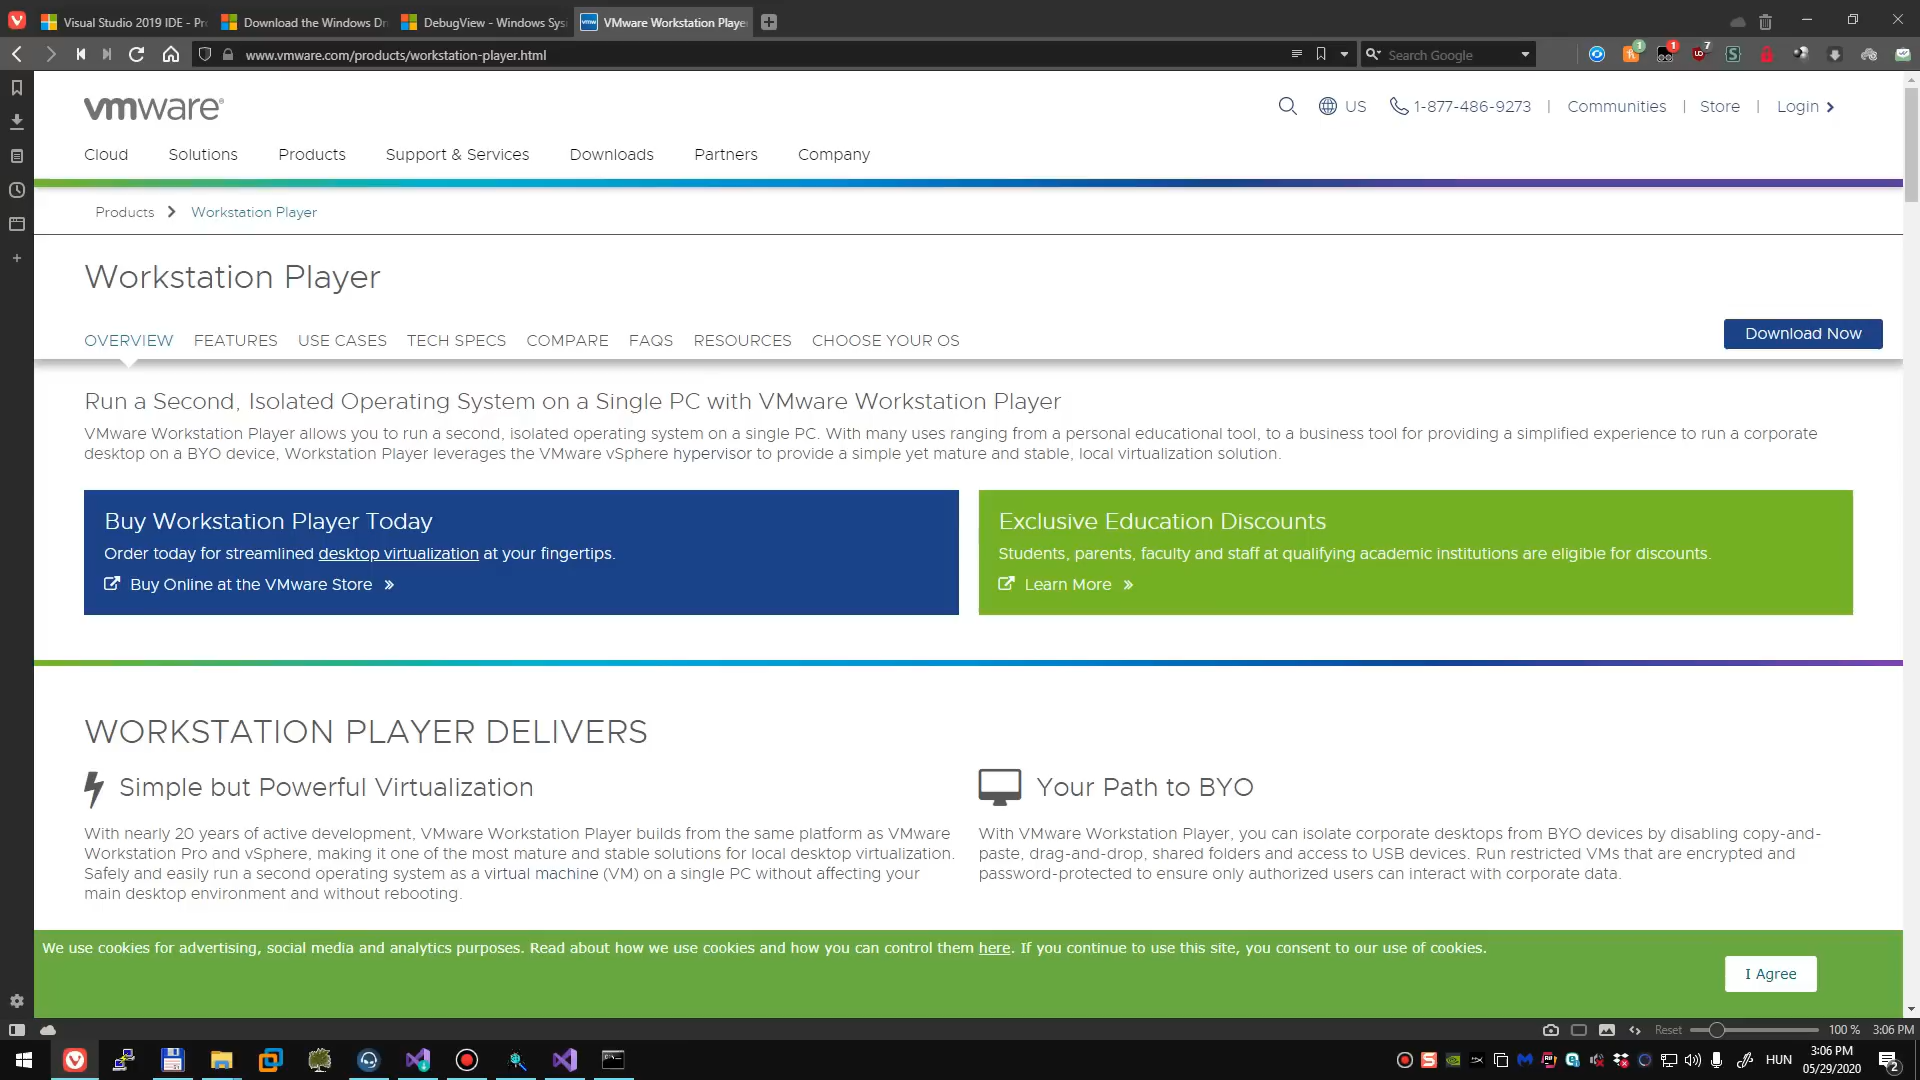 Visual Studio 2019 IDE - Pr
Download the Windows Dr
DebugView - Windows Sys
VMware Workstation Playe
www.vmware.com/products/workstation-player.html
Search Google
1
1
7
vmware
US
1-877-486-9273
Communities
Store
Login
Cloud
Solutions
Products
Support & Services
Downloads
Partners
Company
Products
Workstation Player
Workstation Player
OVERVIEW
FEATURES
USE CASES
TECH SPECS
COMPARE
FAQS
RESOURCES
CHOOSE YOUR OS
Download Now
Run a Second, Isolated Operating System on a Single PC with VMware Workstation Player
VMware Workstation Player allows you to run a second, isolated operating system on a single PC. With many uses ranging from a personal educational tool, to a business tool for providing a simplified experience to run a corporate
desktop on a BYO device, Workstation Player leverages the VMware vSphere hypervisor to provide a simple yet mature and stable, local virtualization solution.
Buy Workstation Player Today
Order today for streamlined desktop virtualization at your fingertips.
Buy Online at the VMware Store »
Exclusive Education Discounts
Students, parents, faculty and staff at qualifying academic institutions are eligible for discounts.
Learn More »
WORKSTATION PLAYER DELIVERS
Simple but Powerful Virtualization
With nearly 20 years of active development, VMware Workstation Player builds from the same platform as VMware
Workstation Pro and vSphere, making it one of the most mature and stable solutions for local desktop virtualization.
Safely and easily run a second operating system as a virtual machine (VM) on a single PC without affecting your
main desktop environment and without rebooting.
Your Path to BYO
With VMware Workstation Player, you can isolate corporate desktops from BYO devices by disabling copy-and-
paste, drag-and-drop, shared folders and access to USB devices. Run restricted VMs that are encrypted and
password-protected to ensure only authorized users can interact with corporate data.
We use cookies for advertising, social media and analytics purposes. Read about how we use cookies and how you can control them here. If you continue to use this site, you consent to our use of cookies.
I Agree
Reset
100 %
3:06 PM
HUN
3:06 PM
05/29/2020
2